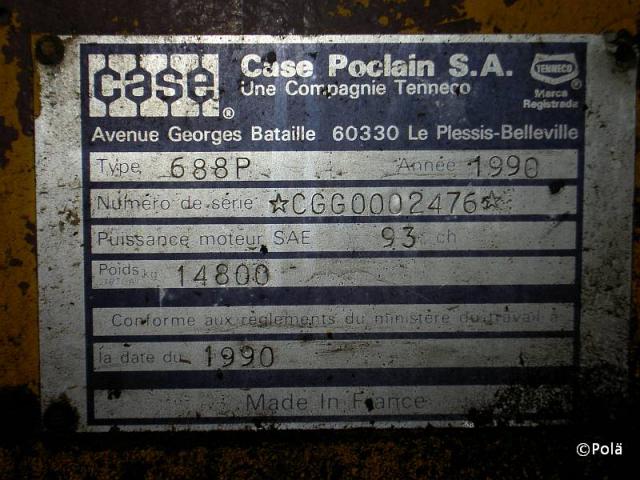 case ®
Case Poclain S.A.
Une Compagnie Tenneco
TENNECO ®
Marca
Registrada
Avenue Georges Bataille 60330 Le Plessis-Belleville
Type 688P Année 1990
Numéro de série ☆CGG0002476☆
Puissance moteur SAE 93 ch
Poids kg 14800
Conforme aux règlements du ministère du travail à
la date du 1990
Made In France
©Polä